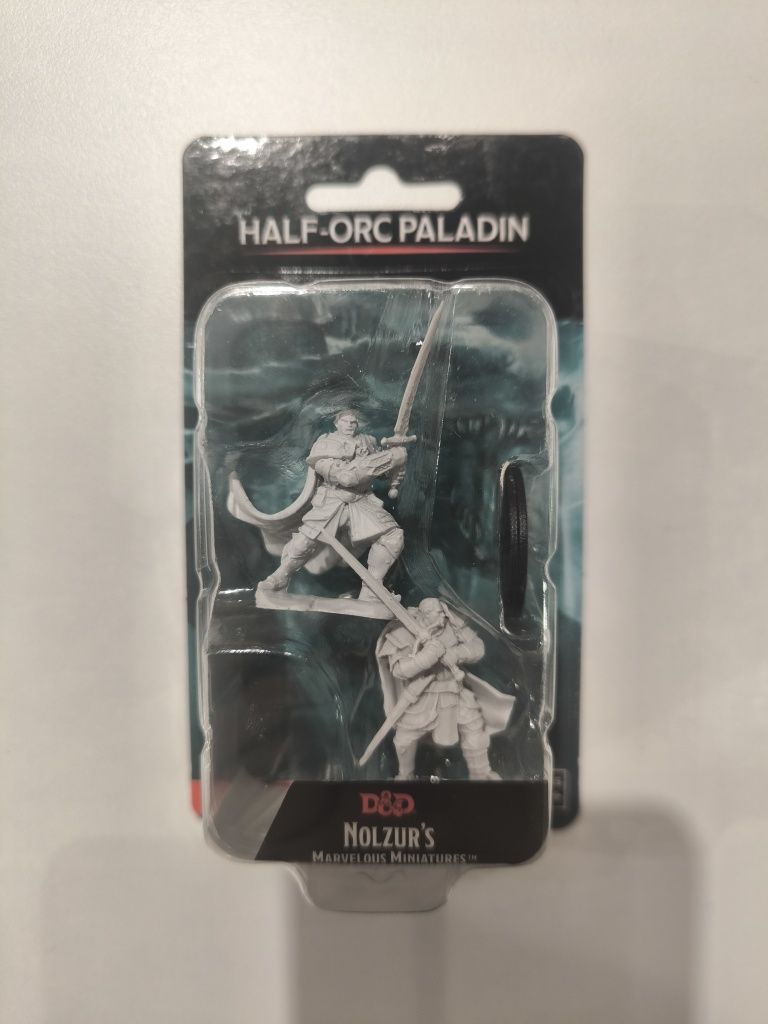 HALF-ORC PALADIN
D&D
NOLZUR'S
MARVELOUS MINIATURES™